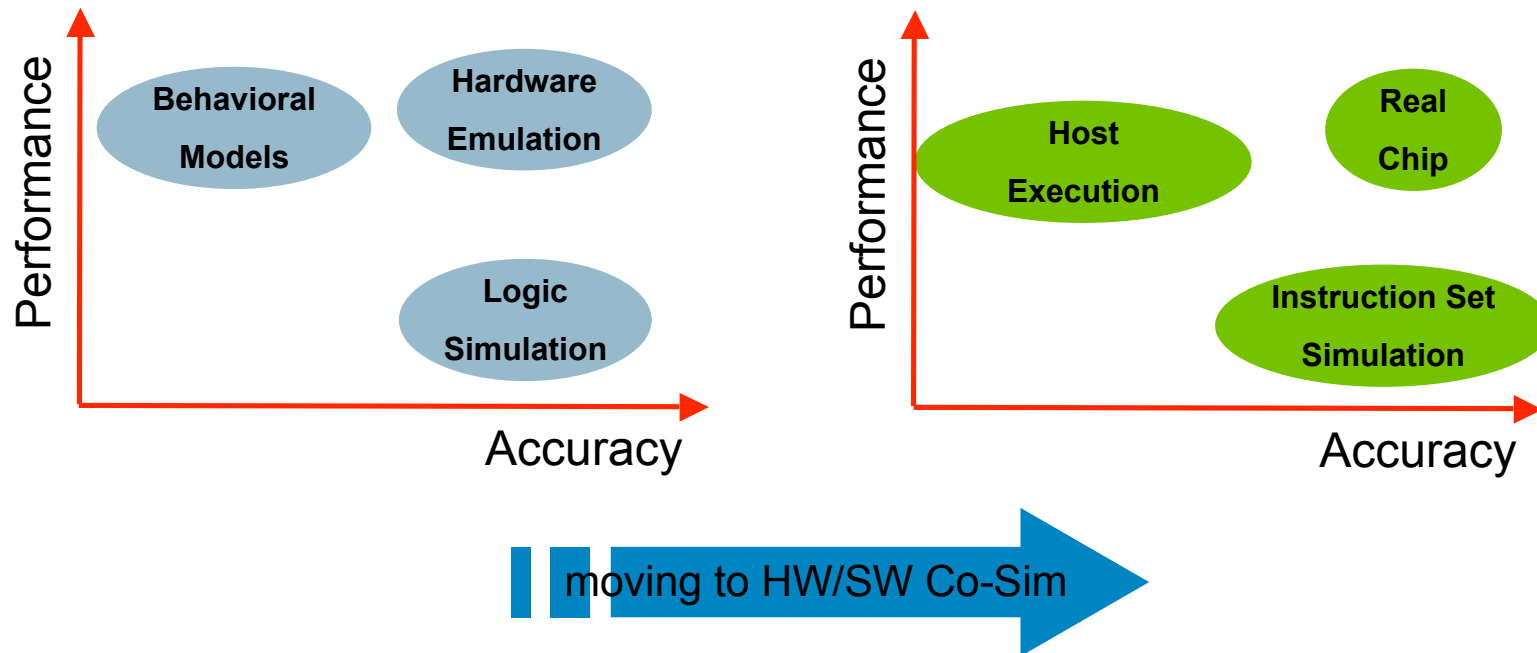 Performance
Behavioral
Models
Hardware
Emulation
Logic
Simulation
Accuracy
Performance
Host
Execution
Real
Chip
Instruction Set
Simulation
Accuracy
moving to HW/SW Co-Sim